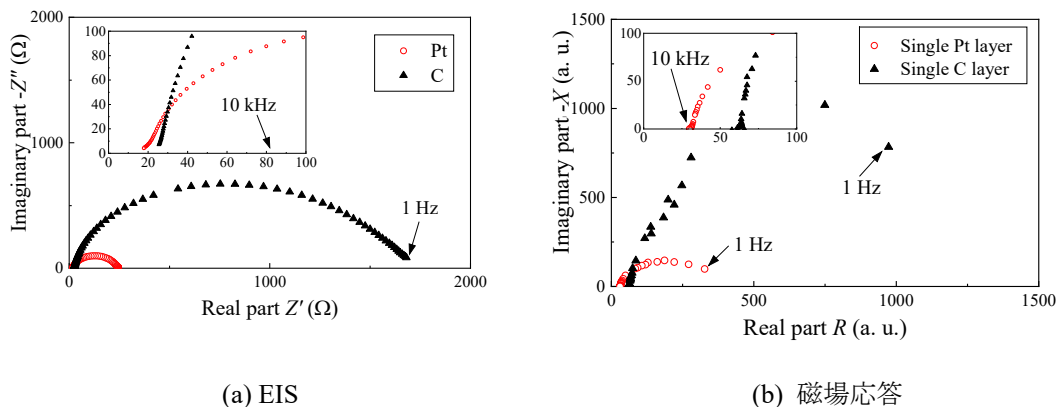 2000
1000
0
0
1000
2000
Imaginary part -Z″ (Ω)
Real part Z′ (Ω)
100
80
60
40
20
0
0
20
40
60
80
100
10 kHz
Pt
C
1 Hz
(a) EIS
1500
1000
500
0
0
500
1000
1500
Imaginary part -X (a. u.)
Real part R (a. u.)
100
50
0
0
50
100
10 kHz
Single Pt layer
Single C layer
1 Hz
1 Hz
(b) 磁場応答